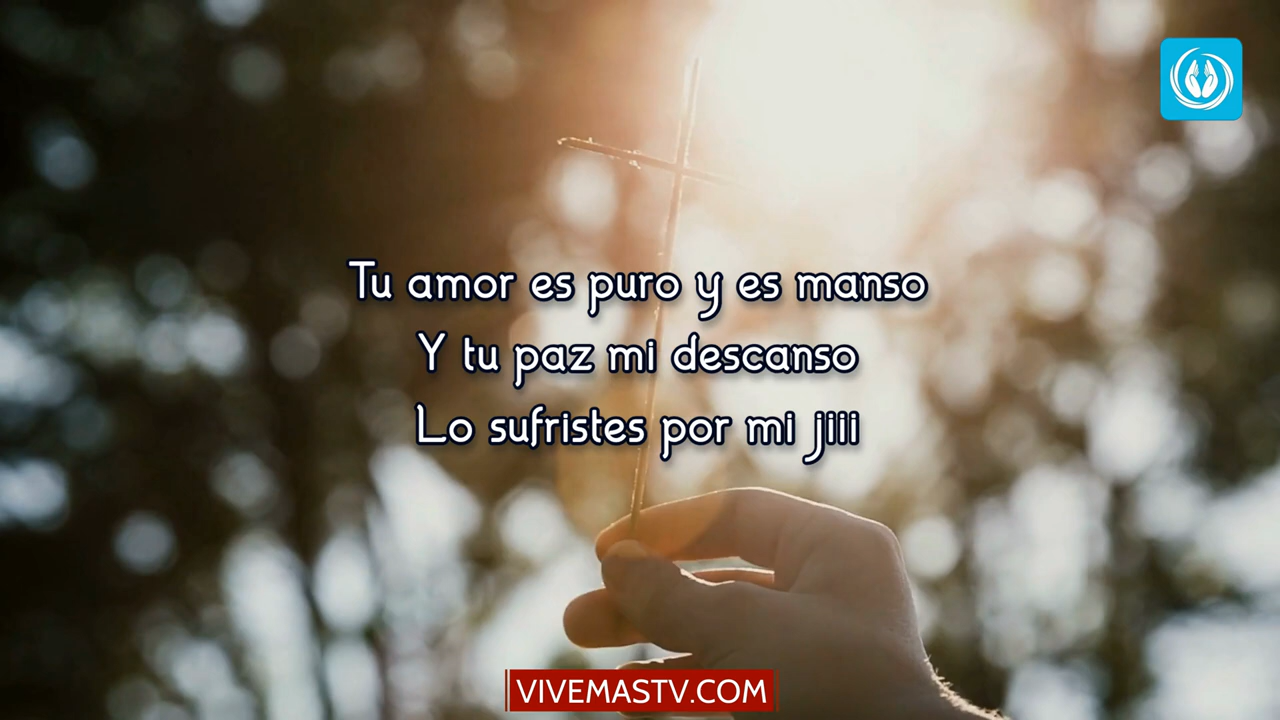 Tu amor es puro y es manso
Y tu paz mi descanso
Lo sufristes por mi jiii
VIVEMASTV.COM